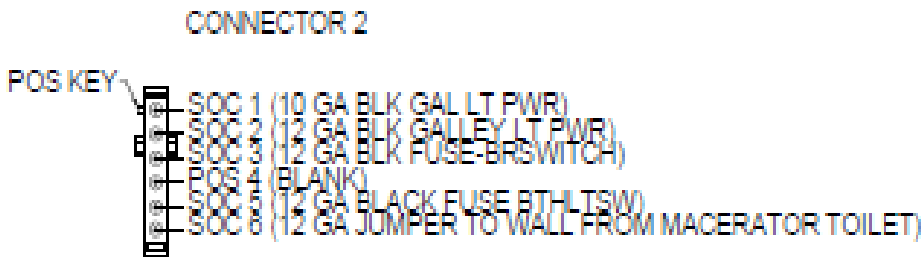 CONNECTOR 2
POS KEY
SOC 1 (10 GA BLK GAL LT PWR)
SOC 2 (12 GA BLK GALLEY LT PWR)
SOC 3 (12 GA BLK FUSE-BRSWITCH)
POS 4 (BLANK)
SOC 5 (12 GA BLACK FUSE BTHLTSW)
SOC 6 (12 GA JUMPER TO WALL FROM MACERATOR TOILET)